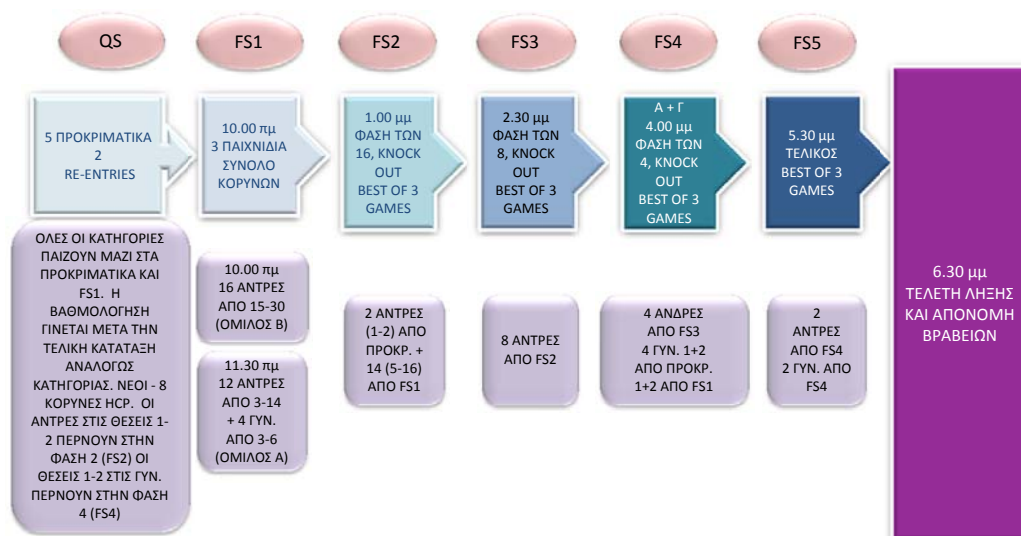 QS
FS1
FS2
FS3
FS4
FS5
5 ΠΡΟΚΡΙΜΑΤΙΚΑ
2
RE-ENTRIES
10.00 πμ
3 ΠΑΙΧΝΙΔΙΑ
ΣΥΝΟΛΟ
ΚΟΡΥΝΩΝ
1.00 μμ
ΦΑΣΗ ΤΩΝ
16, KNOCK
OUT
BEST OF 3
GAMES
2.30 μμ
ΦΑΣΗ ΤΩΝ
8, KNOCK
OUT
BEST OF 3
GAMES
Α + Γ
4.00 μμ
ΦΑΣΗ ΤΩΝ
4, KNOCK
OUT
BEST OF 3
GAMES
5.30 μμ
ΤΕΛΙΚΟΣ
BEST OF 3
GAMES
6.30 μμ
ΤΕΛΕΤΗ ΛΗΞΗΣ
ΚΑΙ ΑΠΟΝΟΜΗ
ΒΡΑΒΕΙΩΝ
ΟΛΕΣ ΟΙ ΚΑΤΗΓΟΡΙΕΣ
ΠΑΙΖΟΥΝ ΜΑΖΙ ΣΤΑ
ΠΡΟΚΡΙΜΑΤΙΚΑ ΚΑΙ
FS1. Η
ΒΑΘΜΟΛΟΓΗΣΗ
ΓΙΝΕΤΑΙ ΜΕΤΑ ΤΗΝ
ΤΕΛΙΚΗ ΚΑΤΑΤΑΞΗ
ΑΝΑΛΟΓΩΣ
ΚΑΤΗΓΟΡΙΑΣ. ΝΕΟΙ - 8
ΚΟΡΥΝΕΣ HCP. ΟΙ
ΑΝΤΡΕΣ ΣΤΙΣ ΘΕΣΕΙΣ 1-
2 ΠΕΡΝΟΥΝ ΣΤΗΝ
ΦΑΣΗ 2 (FS2) ΟΙ
ΘΕΣΕΙΣ 1-2 ΣΤΙΣ ΓΥΝ.
ΠΕΡΝΟΥΝ ΣΤΗΝ ΦΑΣΗ
4 (FS4)
10.00 πμ
16 ΑΝΤΡΕΣ
ΑΠΟ 15-30
(ΟΜΙΛΟΣ Β)
11.30 πμ
12 ΑΝΤΡΕΣ
ΑΠΟ 3-14
+ 4 ΓΥΝ.
ΑΠΟ 3-6
(ΟΜΙΛΟΣ Α)
2 ΑΝΤΡΕΣ
(1-2) ΑΠΟ
ΠΡΟΚΡ. +
14 (5-16)
ΑΠΟ FS1
8 ΑΝΤΡΕΣ
ΑΠΟ FS2
4 ΑΝΔΡΕΣ
ΑΠΟ FS3
4 ΓΥΝ. 1+2
ΑΠΟ ΠΡΟΚΡ.
1+2 ΑΠΟ FS1
2
ΑΝΤΡΕΣ
ΑΠΟ FS4
2 ΓΥΝ. ΑΠΟ
FS4